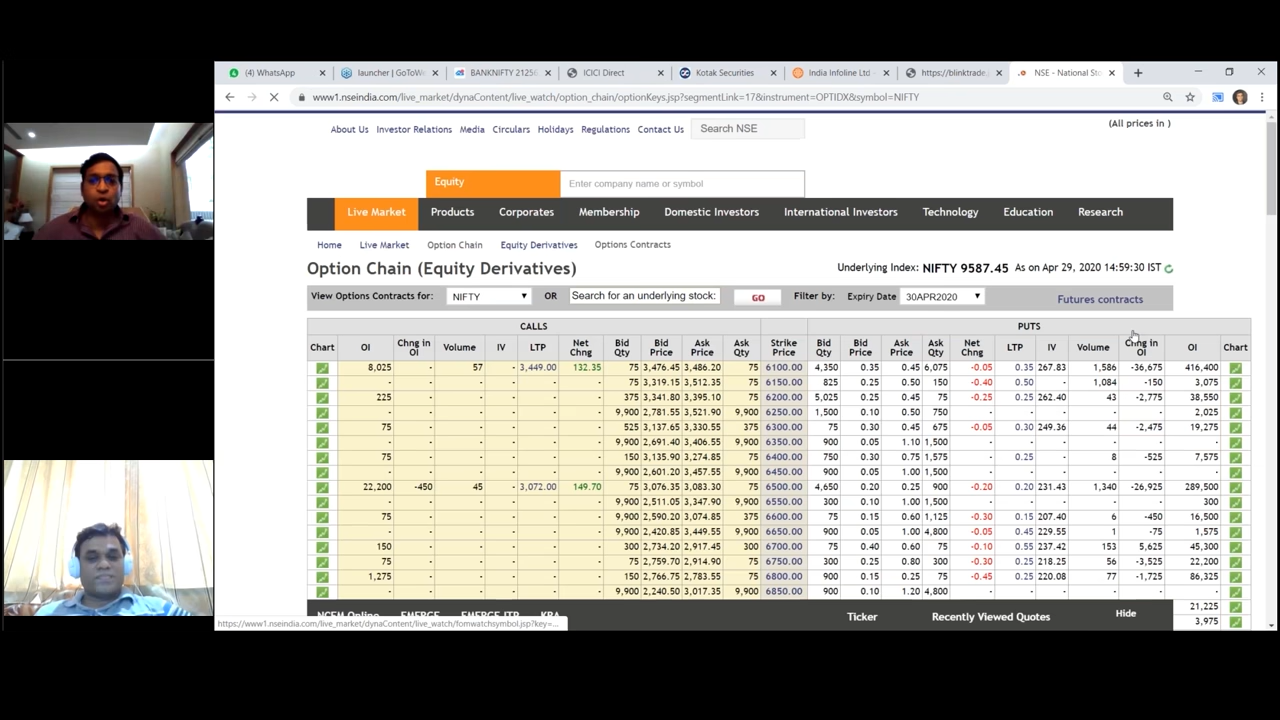 (4) WhatsApp launcher | GoToWe BANKNIFTY 2125 ICICI Direct Kotak Securities India Infoline Ltd - https://blinktrade. NSE - National Sto
www1.nseindia.com/live_market/dynaContent/live_watch/option_chain/optionKeys.jsp?segmentLink=17&instrument=OPTIDX&symbol=NIFTY
About Us Investor Relations Media Circulars Holidays Regulations Contact Us Search NSE (All prices in )
Equity Enter company name or symbol
Live Market Products Corporates Membership Domestic Investors International Investors Technology Education Research
Home Live Market Option Chain Equity Derivatives Options Contracts
Option Chain (Equity Derivatives) Underlying Index: NIFTY 9587.45 As on Apr 29, 2020 14:59:30 IST
View Options Contracts for: NIFTY OR Search for an underlying stock: GO Filter by: Expiry Date 30APR2020 Futures contracts
CALLS PUTS
Chart OI Chng in OI Volume IV LTP Net Chng Bid Qty Bid Price Ask Price Ask Qty Strike Price Bid Qty Bid Price Ask Price Ask Qty Net Chng LTP IV Volume Chng in OI OI Chart
8,025 - 57 - 3,449.00 132.35 75 3,476.45 3,486.20 75 6100.00 4,350 0.35 0.45 6,075 -0.05 0.35 267.83 1,586 -36,675 416,400
- - - - - - 75 3,319.15 3,512.35 75 6150.00 825 0.25 0.50 150 -0.40 0.50 - 1,084 -150 3,075
225 - - - - - 375 3,341.80 3,395.10 75 6200.00 5,025 0.25 0.45 75 -0.25 0.25 262.40 43 -2,775 38,550
- - - - - - 9,900 2,781.55 3,521.90 9,900 6250.00 1,500 0.10 0.50 750 - - - - - 2,025
75 - - - - - 525 3,137.65 3,330.55 375 6300.00 75 0.30 0.45 675 -0.05 0.30 249.36 44 -2,475 19,275
- - - - - - 9,900 2,691.40 3,406.55 9,900 6350.00 900 0.05 1.10 1,500 - - - - - -
75 - - - - - 150 3,135.90 3,274.85 75 6400.00 750 0.30 0.75 1,575 - 0.25 - 8 -525 7,575
- - - - - - 9,900 2,601.20 3,457.55 9,900 6450.00 900 0.05 1.00 1,500 - - - - - -
22,200 -450 45 - 3,072.00 149.70 75 3,076.35 3,083.30 75 6500.00 4,650 0.20 0.25 900 -0.20 0.20 231.43 1,340 -26,925 289,500
- - - - - - 9,900 2,511.05 3,347.90 9,900 6550.00 300 0.10 1.00 1,500 - - - - - 300
75 - - - - - 9,900 2,590.20 3,074.85 375 6600.00 75 0.15 0.60 1,125 -0.30 0.15 207.40 6 -450 16,500
- - - - - - 9,900 2,420.85 3,449.55 9,900 6650.00 900 0.05 1.00 4,800 -0.05 0.45 229.55 1 -75 1,575
150 - - - - - 300 2,734.20 2,917.45 300 6700.00 75 0.40 0.60 75 -0.10 0.55 237.42 153 5,625 45,300
75 - - - - - 75 2,759.70 2,914.90 75 6750.00 300 0.25 0.80 300 -0.30 0.25 218.25 56 -3,525 22,200
1,275 - - - - - 150 2,766.75 2,783.55 75 6800.00 900 0.15 0.25 75 -0.45 0.25 220.08 77 -1,725 86,325
- - - - - - 9,900 2,240.50 3,017.35 9,900 6850.00 900 0.10 1.20 4,800 - - - - - -
21,225
NCFM Online EMERGE EMERGE ITP KRA Ticker Recently Viewed Quotes Hide
3,975
https://www1.nseindia.com/live_market/dynaContent/live_watch/fomwatchsymbol.jsp?key=...